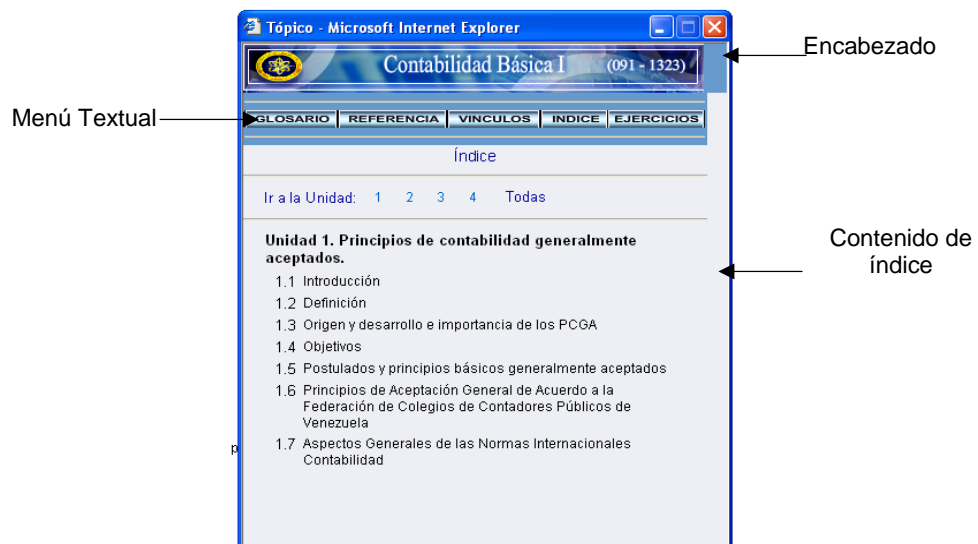 Tópico - Microsoft Internet Explorer
Contabilidad Básica I (091 - 1323)
Encabezado
Menú Textual
GLOSARIO REFERENCIA VINCULOS INDICE EJERCICIOS
Índice
Ir a la Unidad: 1 2 3 4 Todas
Unidad 1. Principios de contabilidad generalmente
aceptados.
Contenido de
índice
1.1 Introducción
1.2 Definición
1.3 Origen y desarrollo e importancia de los PCGA
1.4 Objetivos
1.5 Postulados y principios básicos generalmente aceptados
1.6 Principios de Aceptación General de Acuerdo a la
Federación de Colegios de Contadores Públicos de
Venezuela
1.7 Aspectos Generales de las Normas Internacionales
Contabilidad
p